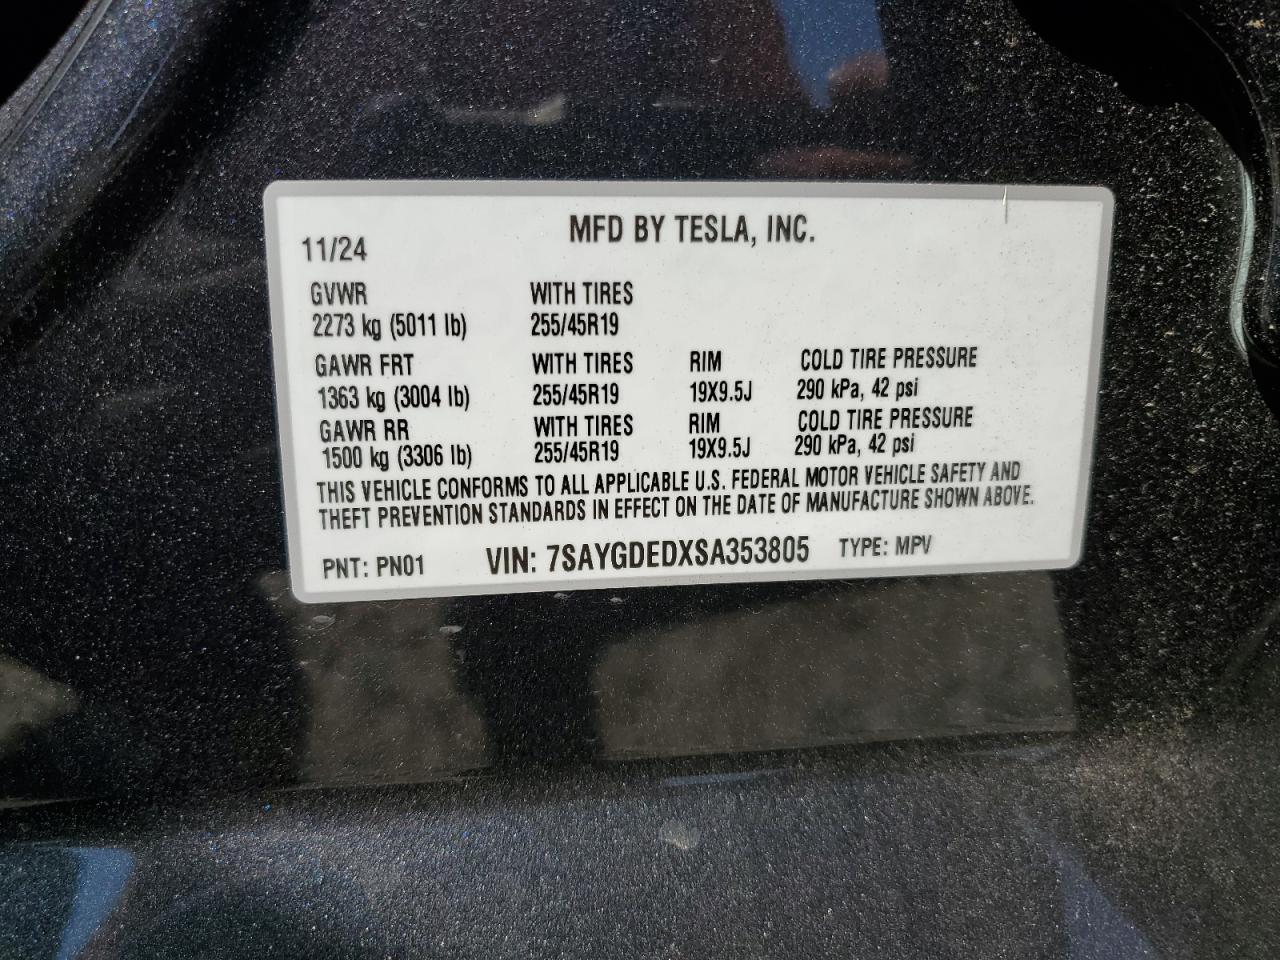 MFD BY TESLA, INC.
11/24
GVWR WITH TIRES
2273 kg (5011 lb) 255/45R19
GAWR FRT WITH TIRES RIM COLD TIRE PRESSURE
1363 kg (3004 lb) 255/45R19 19X9.5J 290 kPa, 42 psi
GAWR RR WITH TIRES RIM COLD TIRE PRESSURE
1500 kg (3306 lb) 255/45R19 19X9.5J 290 kPa, 42 psi
THIS VEHICLE CONFORMS TO ALL APPLICABLE U.S. FEDERAL MOTOR VEHICLE SAFETY AND
THEFT PREVENTION STANDARDS IN EFFECT ON THE DATE OF MANUFACTURE SHOWN ABOVE.
PNT: PN01 VIN: 7SAYGDEDXSA353805 TYPE: MPV